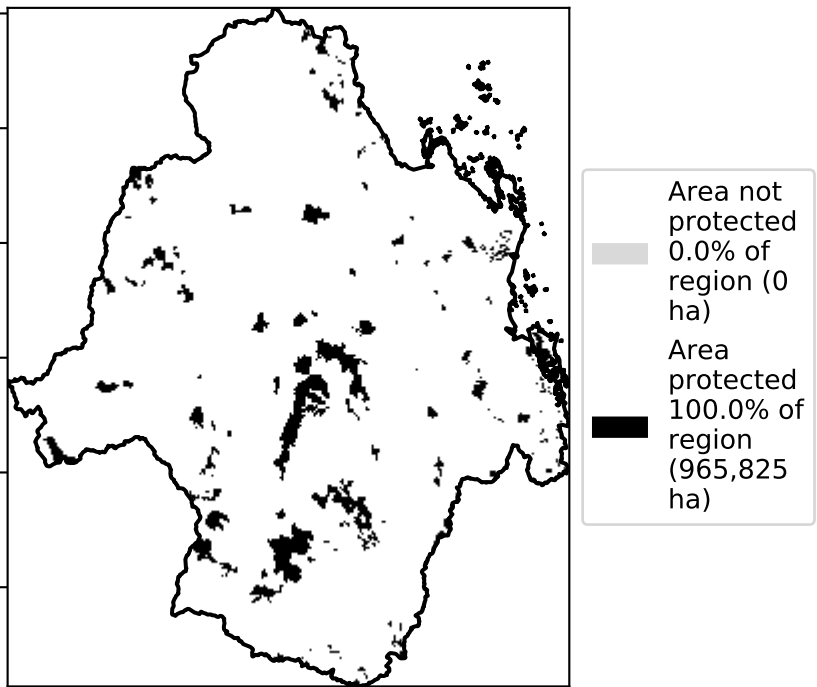 Area not
protected
0.0% of
region (0
ha)
Area
protected
100.0% of
region
(965,825
ha)